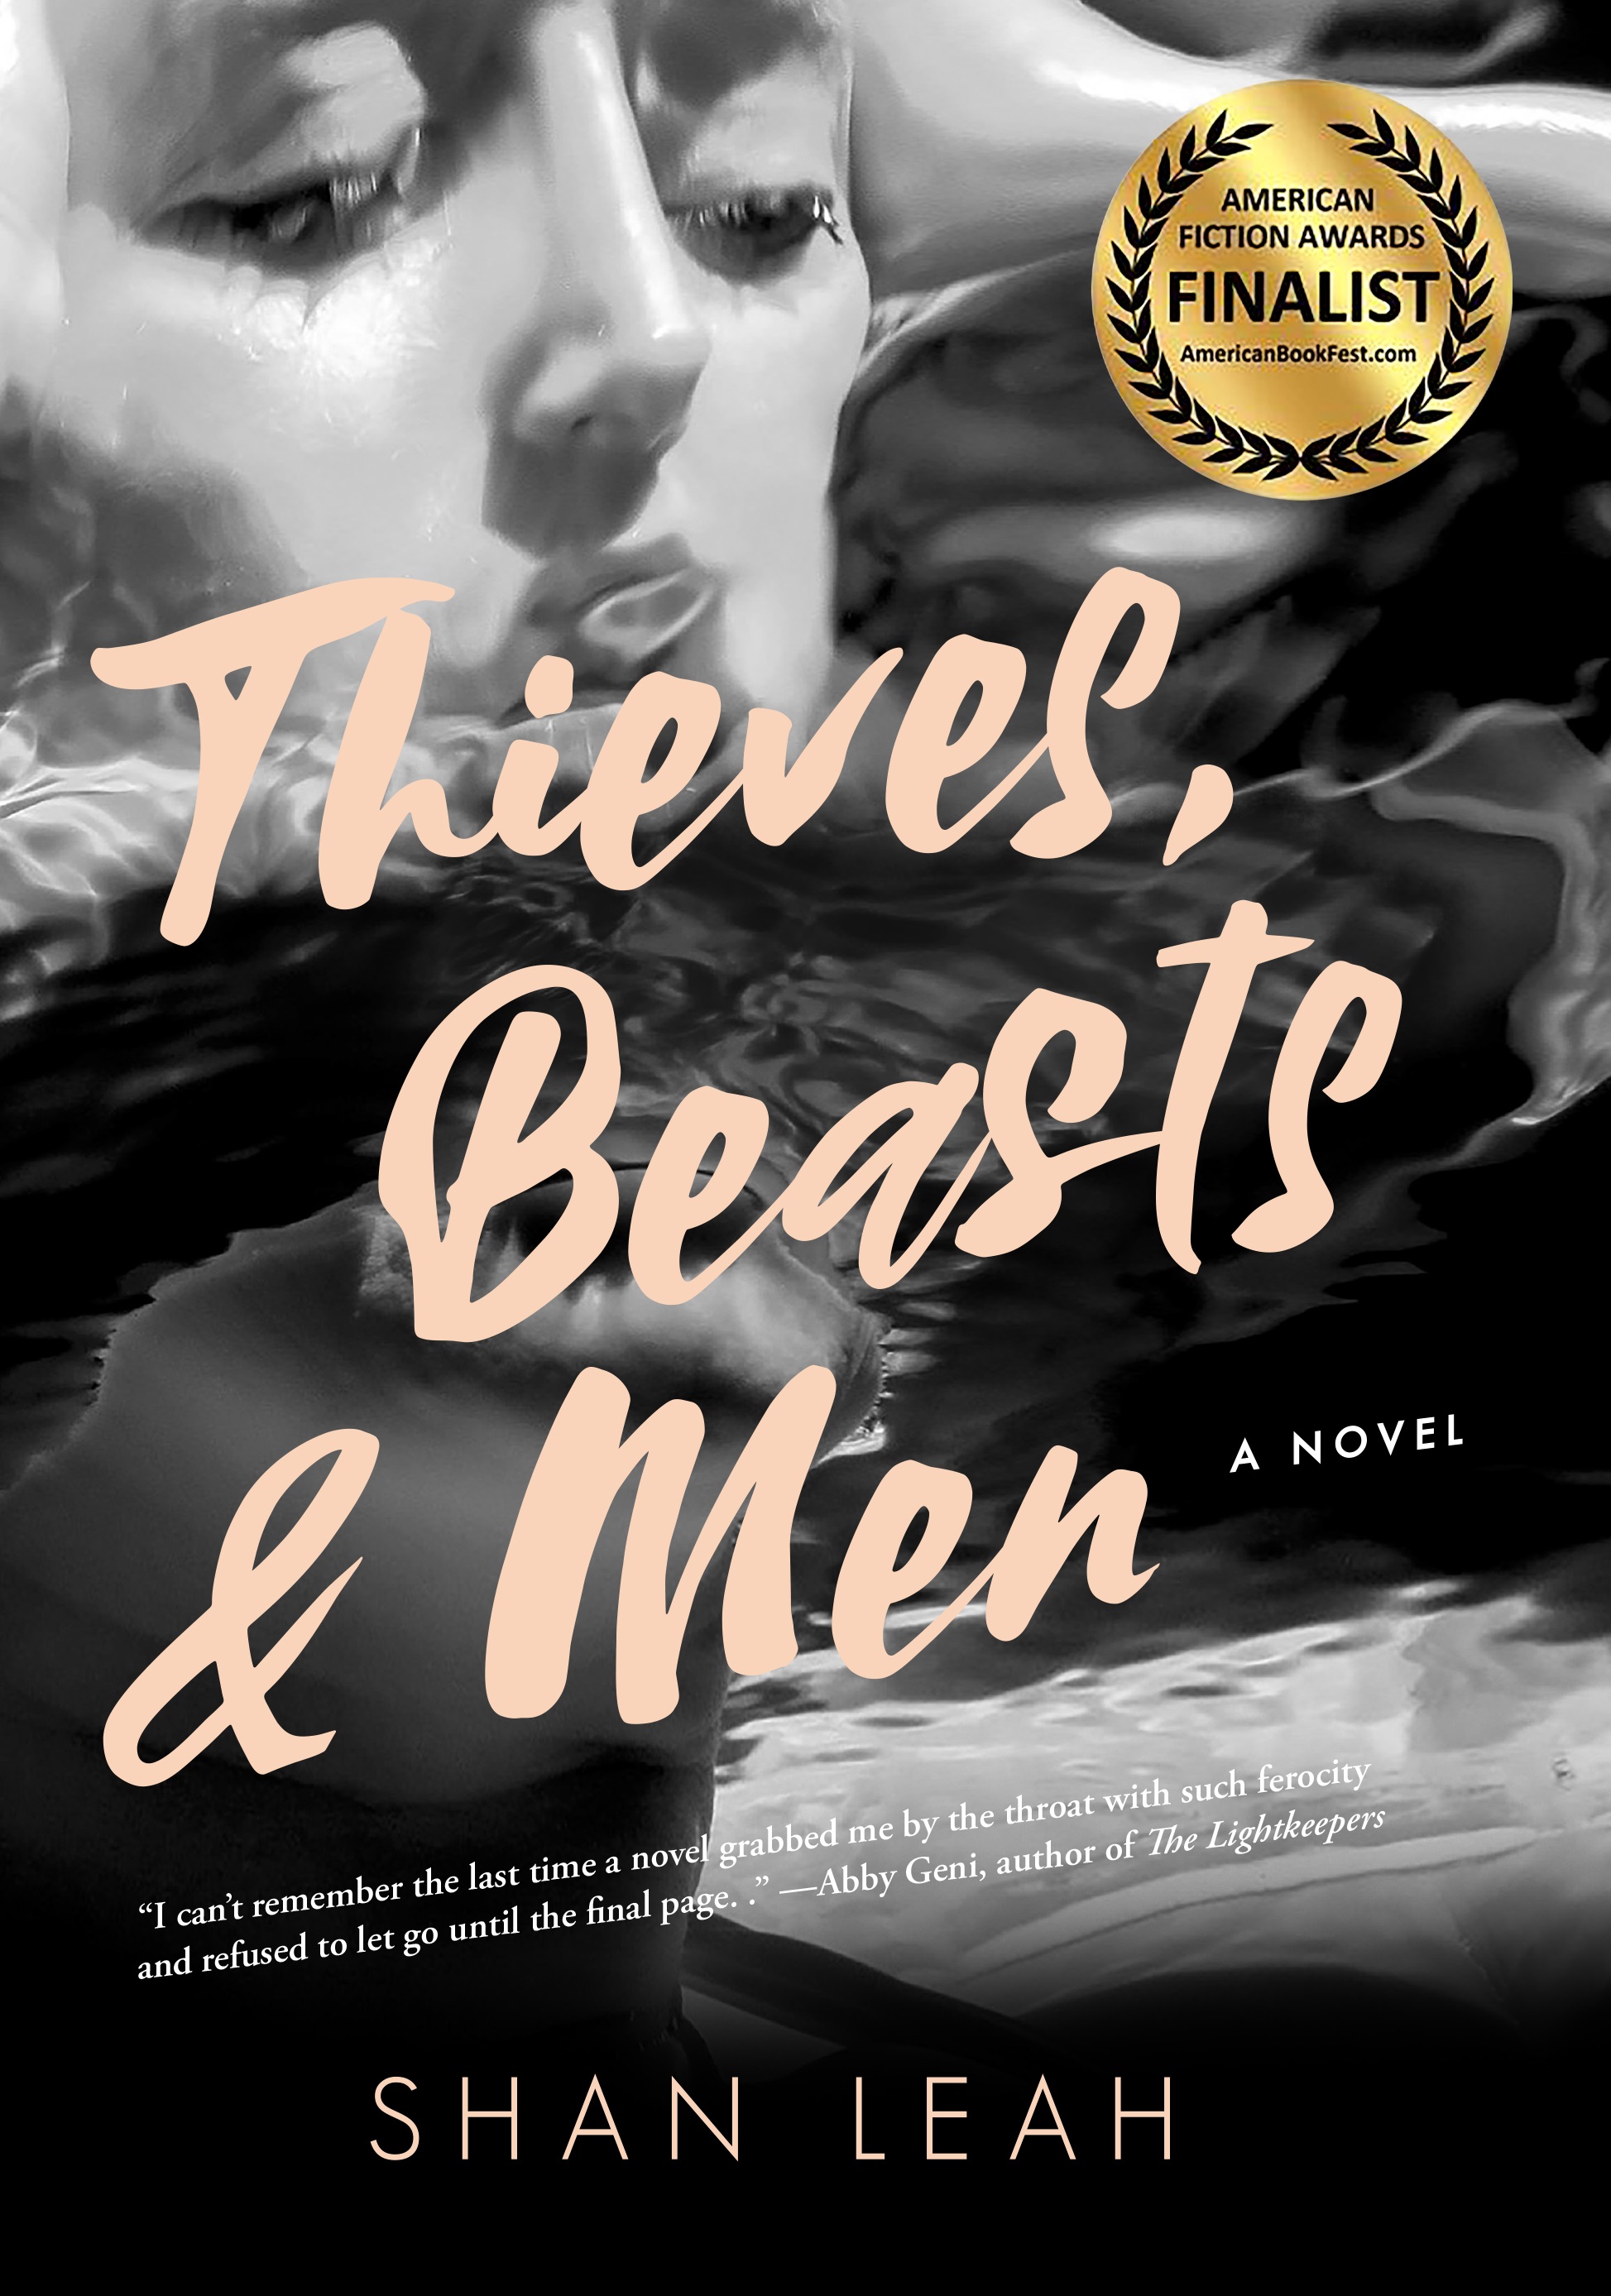 AMERICAN
FICTION AWARDS
FINALIST
AmericanBookFest.com
Thieves,
Beasts
& Men
A NOVEL
“I can’t remember the last time a novel grabbed me by the throat with such ferocity
and refused to let go until the final page. .” —Abby Geni, author of The Lightkeepers
SHAN LEAH